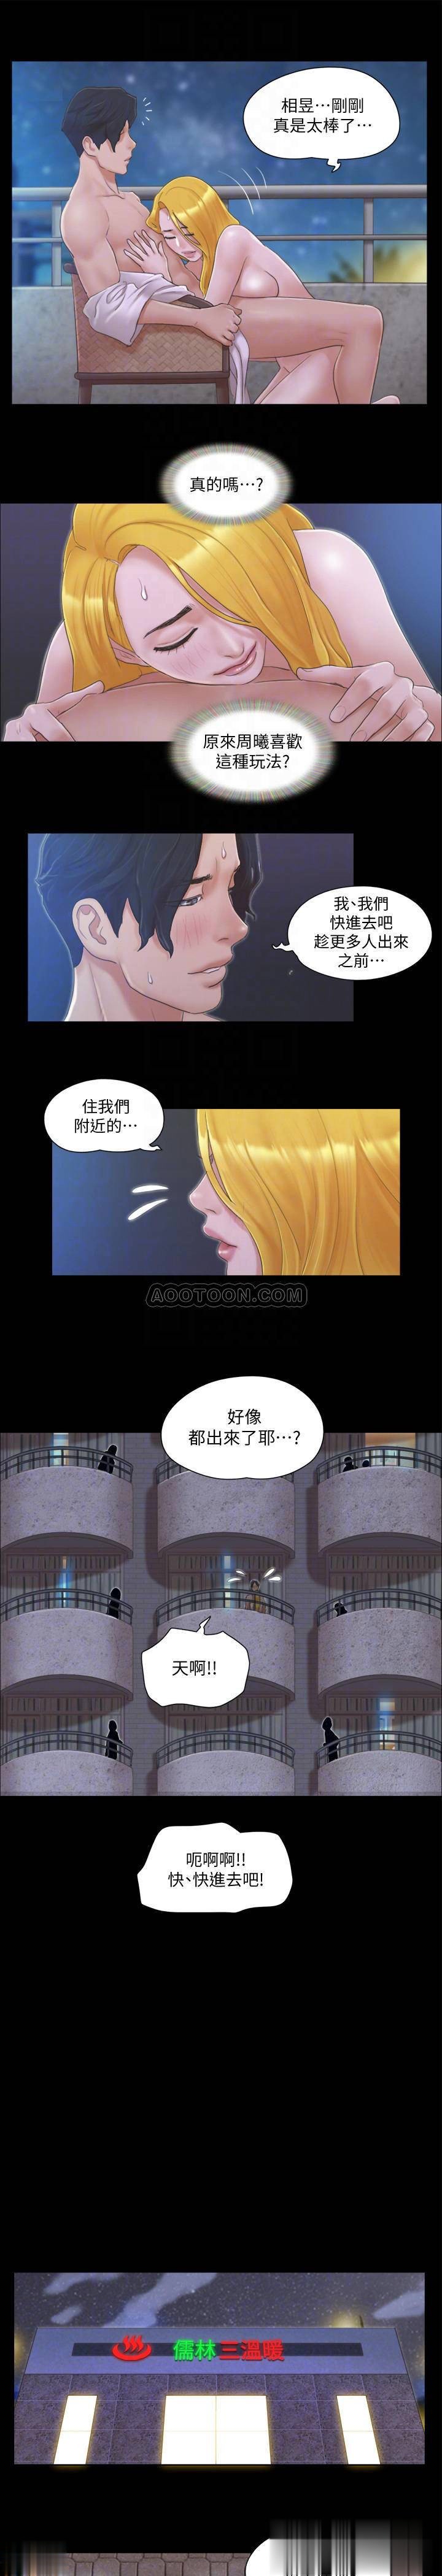 相昱⋯剛剛
真是太棒了⋯
真的嗎⋯?
原來周曦喜歡
這種玩法?
我、我們
快進去吧
趁更多人出來
之前⋯
住我們
附近的⋯
AOOTOON.COM
好像
都出來了耶⋯?
天啊!!
呃啊啊!!
快、快進去吧!
儒林三溫暖